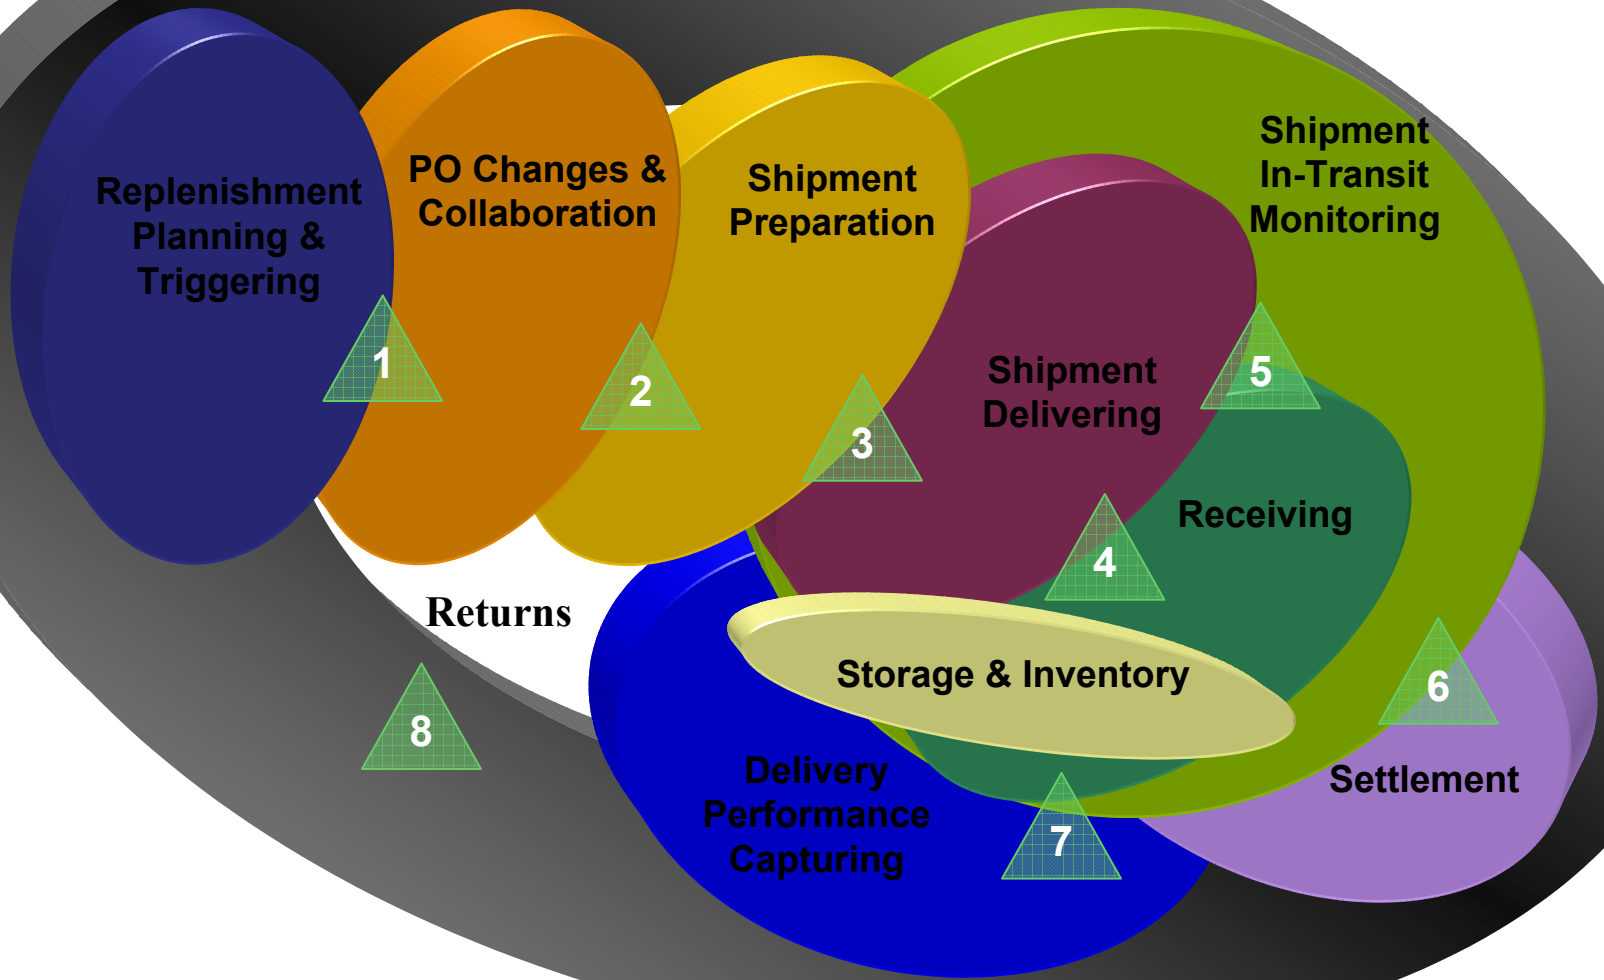 Replenishment
Planning &
Triggering
PO Changes &
Collaboration
Shipment
Preparation
Shipment
In-Transit
Monitoring
1
2
3
Shipment
Delivering
5
Receiving
4
Returns
8
Storage & Inventory
6
Delivery
Performance
Capturing
7
Settlement